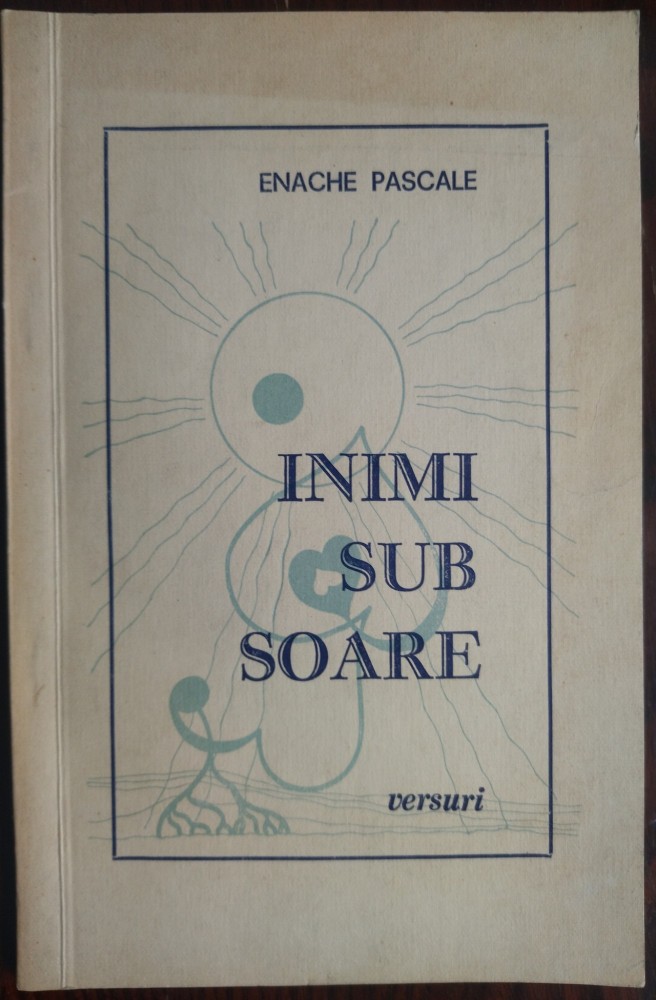 ENACHE PASCALE
INIMI
SUB
SOARE
versuri